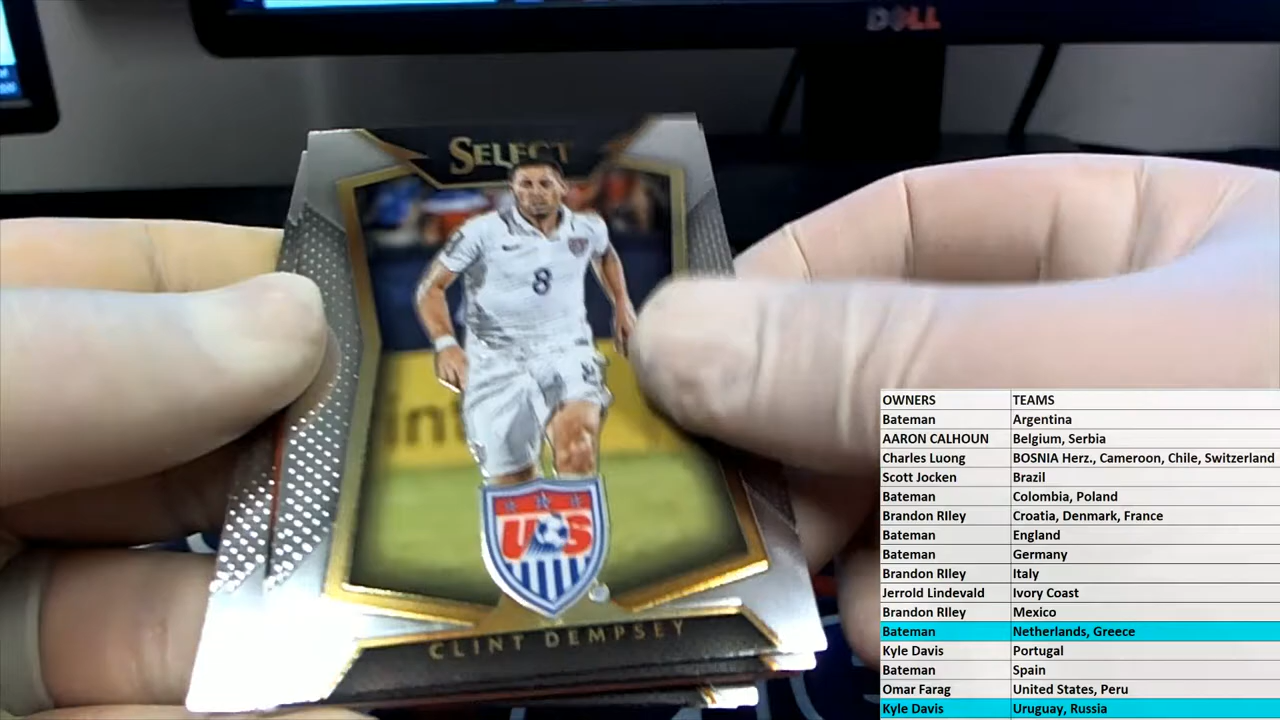 DELL
SELECT
8
US
CLINT DEMPSEY
OWNERS TEAMS
Bateman Argentina
AARON CALHOUN Belgium, Serbia
Charles Luong BOSNIA Herz., Cameroon, Chile, Switzerland
Scott Jocken Brazil
Bateman Colombia, Poland
Brandon RIley Croatia, Denmark, France
Bateman England
Bateman Germany
Brandon RIley Italy
Jerrold Lindevald Ivory Coast
Brandon RIley Mexico
Bateman Netherlands, Greece
Kyle Davis Portugal
Bateman Spain
Omar Farag United States, Peru
Kyle Davis Uruguay, Russia